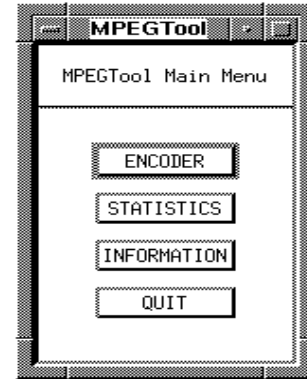 MPEGTool
MPEGTool Main Menu
ENCODER
STATISTICS
INFORMATION
QUIT